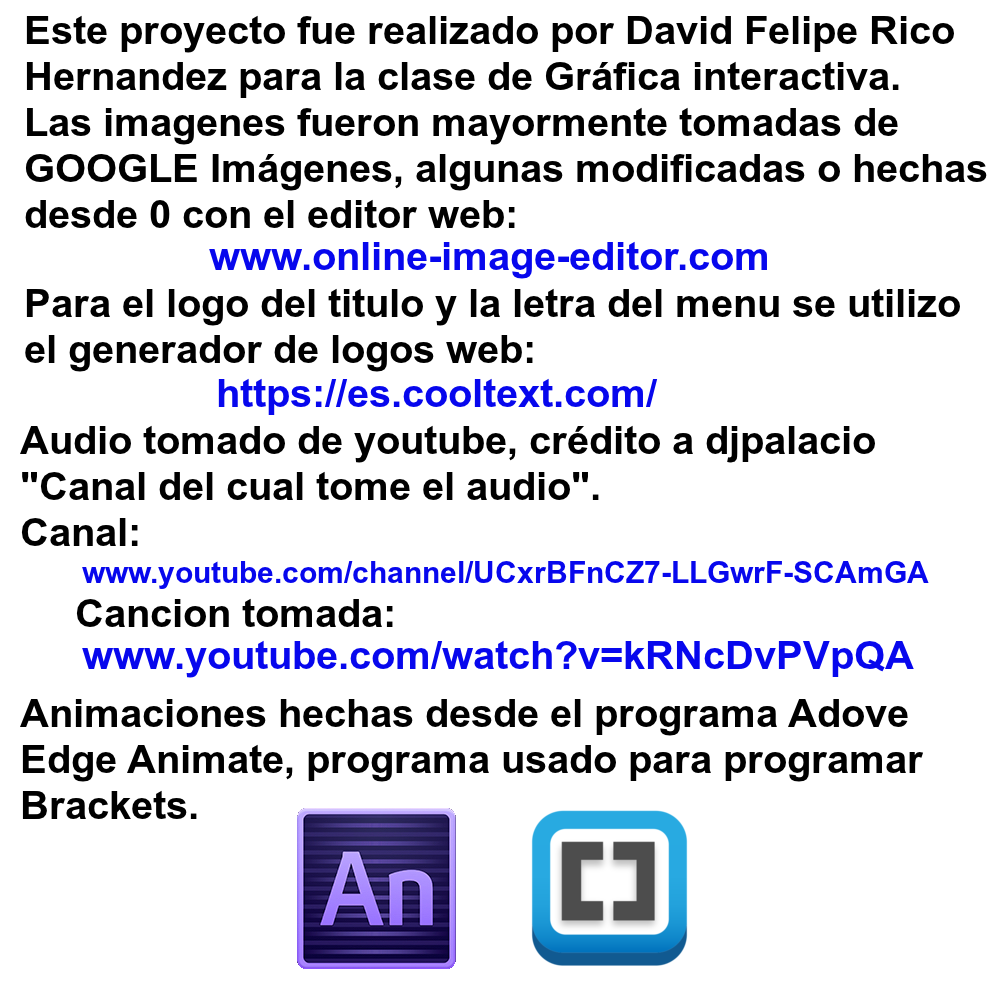 Este proyecto fue realizado por David Felipe Rico
Hernandez para la clase de Gráfica interactiva.
Las imagenes fueron mayormente tomadas de
GOOGLE Imágenes, algunas modificadas o hechas
desde 0 con el editor web:
www.online-image-editor.com
Para el logo del titulo y la letra del menu se utilizo
el generador de logos web:
https://es.cooltext.com/
Audio tomado de youtube, crédito a djpalacio
"Canal del cual tome el audio".
Canal:
www.youtube.com/channel/UCxrBFnCZ7-LLGwrF-SCAmGA
Cancion tomada:
www.youtube.com/watch?v=kRNcDvPVpQA
Animaciones hechas desde el programa Adove
Edge Animate, programa usado para programar
Brackets.
An